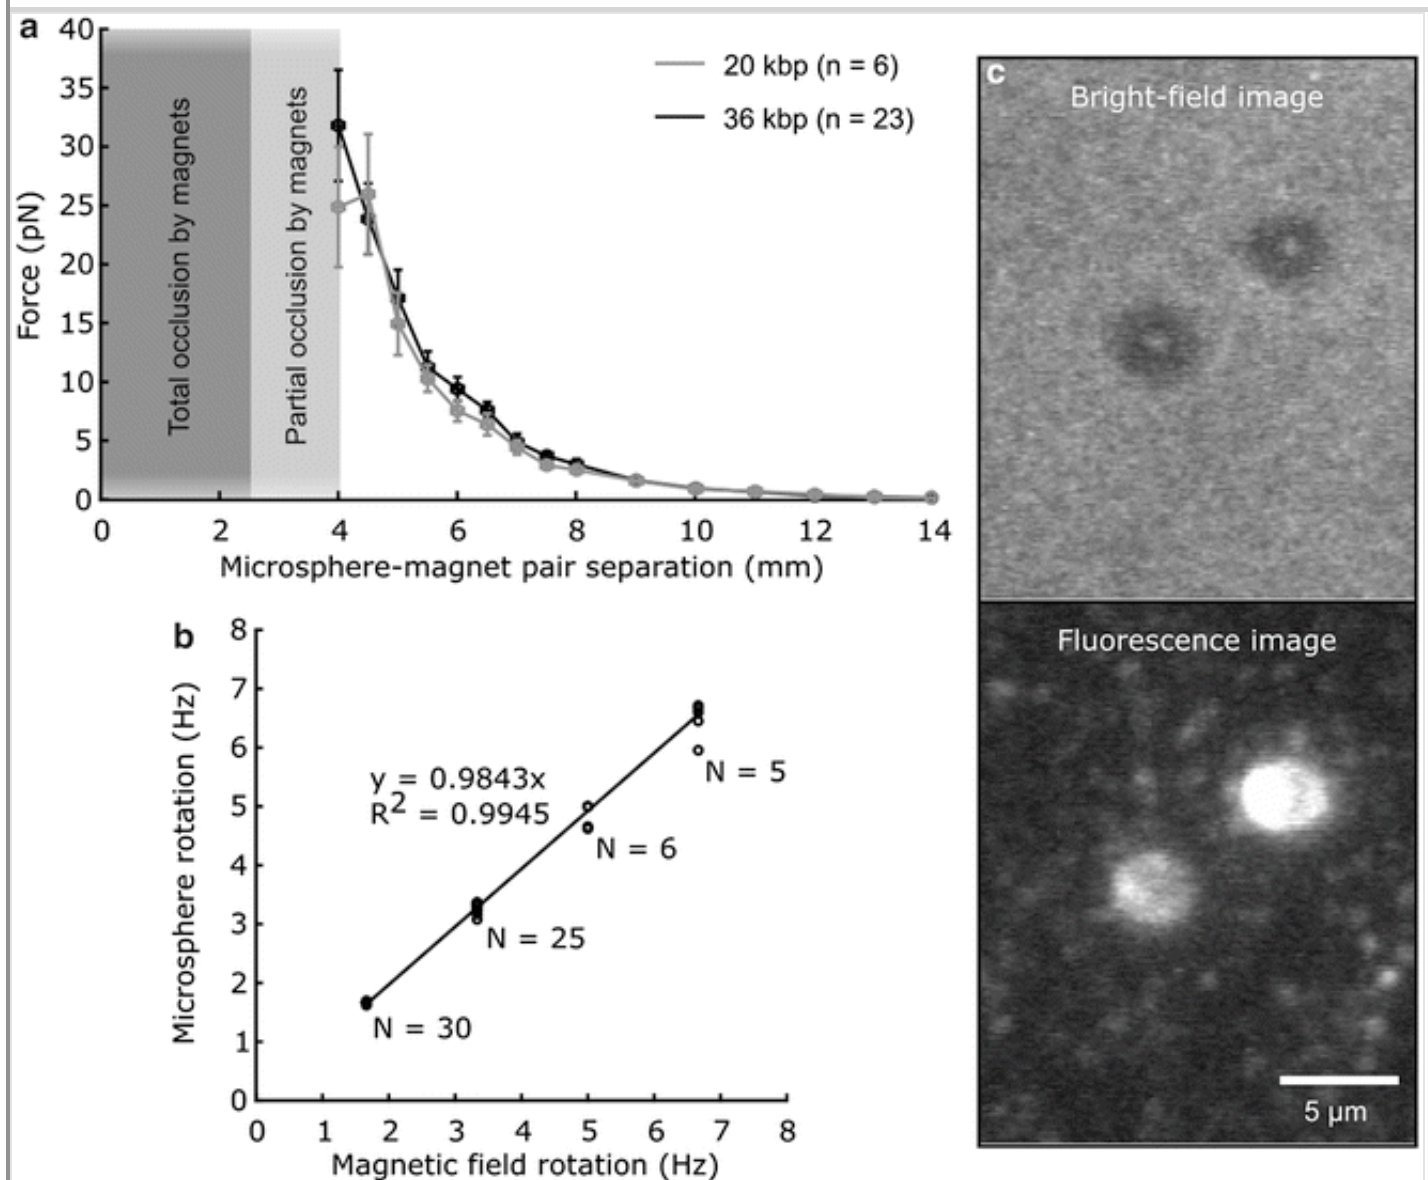 a
40
35
30
25
20
15
10
5
0
Force (pN)
Total occlusion by magnets
Partial occlusion by magnets
20 kbp (n = 6)
36 kbp (n = 23)
0 2 4 6 8 10 12 14
Microsphere-magnet pair separation (mm)
b
8
7
6
5
4
3
2
1
0
Microsphere rotation (Hz)
y = 0.9843x
R² = 0.9945
N = 5
N = 6
N = 25
N = 30
0 1 2 3 4 5 6 7 8
Magnetic field rotation (Hz)
c
Bright-field image
Fluorescence image
5 µm